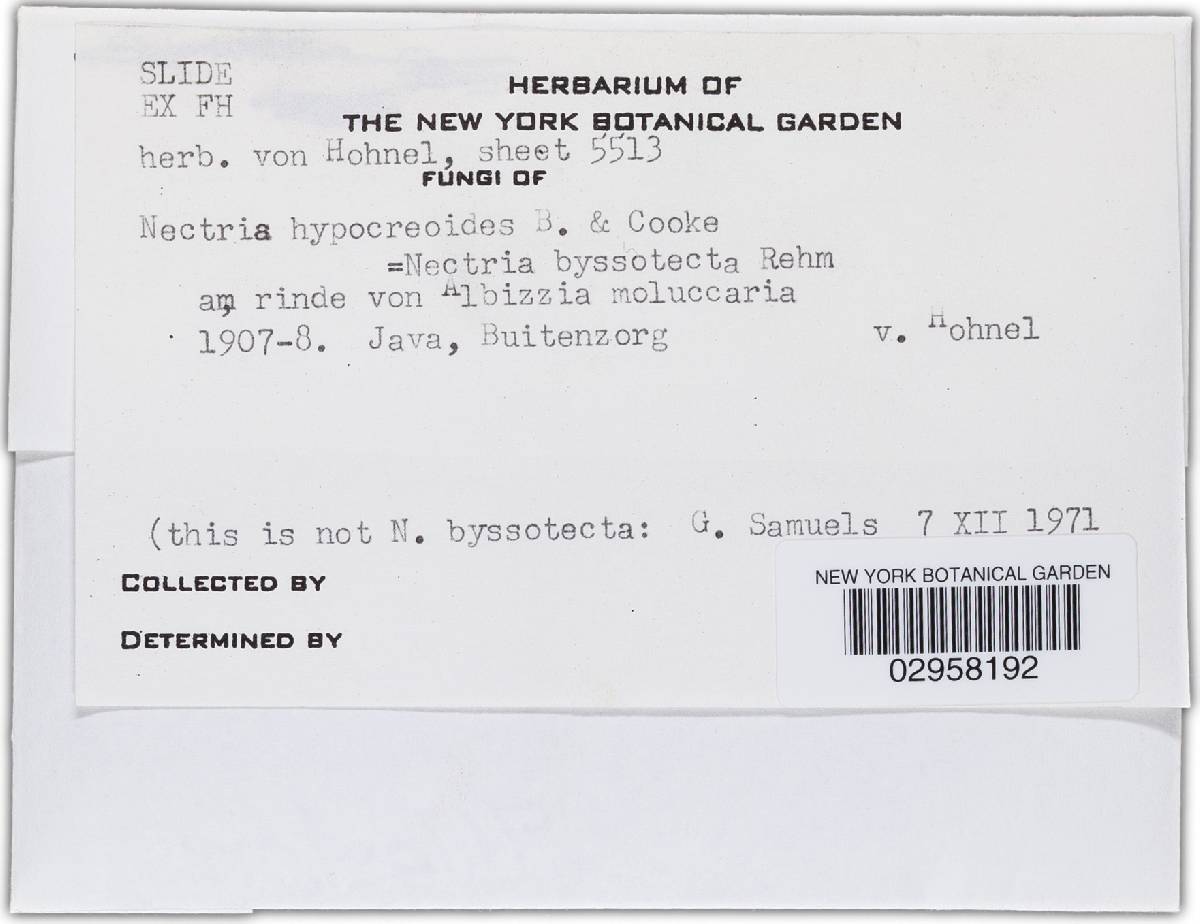 SLIDE
EX FH
HERBARIUM OF
THE NEW YORK BOTANICAL GARDEN
herb. von Hohnel, sheet 5513
FUNGI OF
Nectria hypocreoides B. & Cooke
=Nectria byssotecta Rehm
am rinde von Albizzia moluccaria
1907-8. Java, Buitenzorg v. Hohnel
(this is not N. byssotecta: G. Samuels 7 XII 1971
COLLECTED BY
DETERMINED BY
NEW YORK BOTANICAL GARDEN
02958192